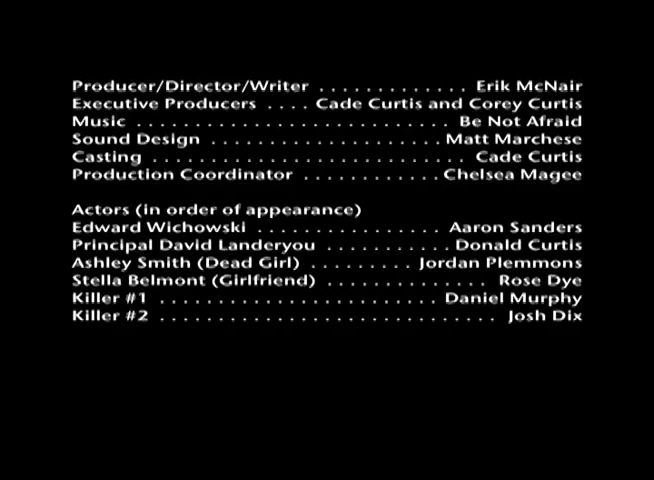 Producer/Director/Writer . . . . . . . . . . . . . Erik McNair
Executive Producers . . . . Cade Curtis and Corey Curtis
Music . . . . . . . . . . . . . . . . . . . . . . . . . . . Be Not Afraid
Sound Design . . . . . . . . . . . . . . . . . . . . Matt Marchese
Casting . . . . . . . . . . . . . . . . . . . . . . . . . . . Cade Curtis
Production Coordinator . . . . . . . . . . . . Chelsea Magee
Actors (in order of appearance)
Edward Wichowski . . . . . . . . . . . . . . . . Aaron Sanders
Principal David Landeryou . . . . . . . . . . . Donald Curtis
Ashley Smith (Dead Girl) . . . . . . . . . Jordan Plemmons
Stella Belmont (Girlfriend) . . . . . . . . . . . . . . Rose Dye
Killer #1 . . . . . . . . . . . . . . . . . . . . . . . . Daniel Murphy
Killer #2 . . . . . . . . . . . . . . . . . . . . . . . . . . . . . Josh Dix